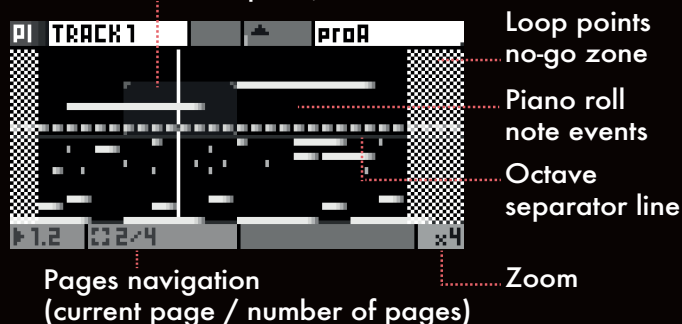 PI TRACK1 proA
Loop points
no-go zone
Piano roll
note events
Octave
separator line
1.2 2/4 x4
Zoom
Pages navigation
(current page / number of pages)